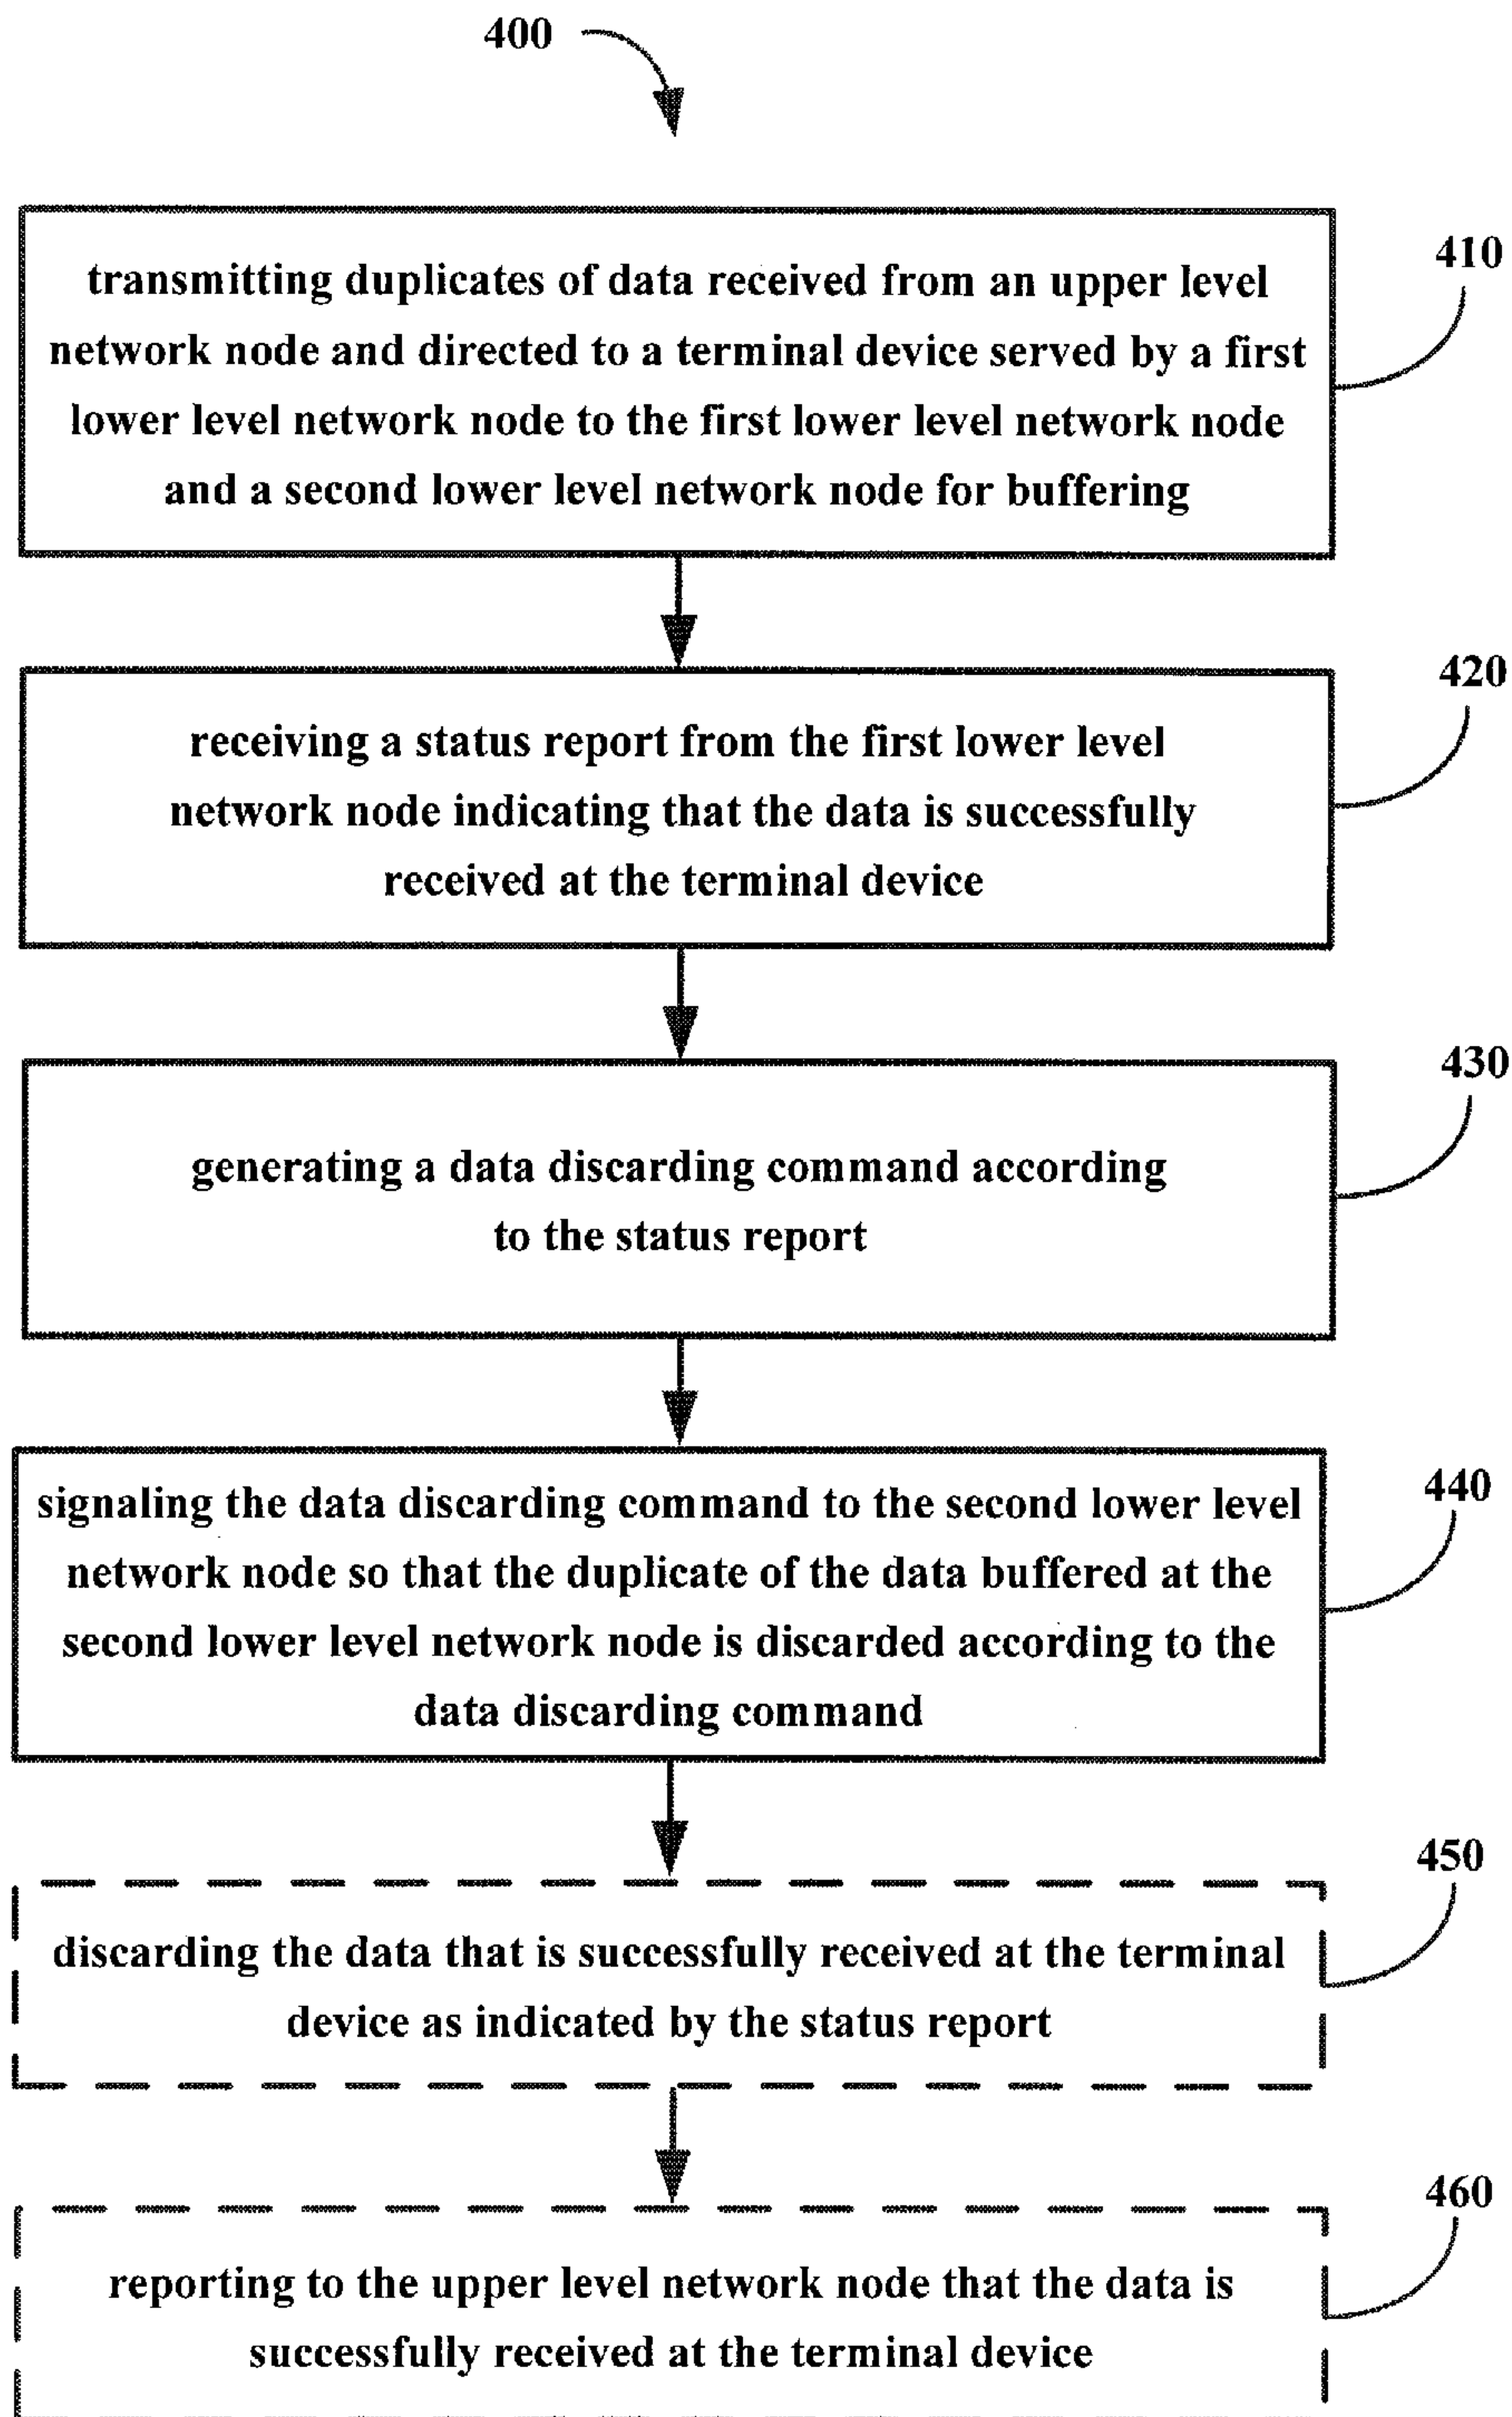 400
410
transmitting duplicates of data received from an upper level
network node and directed to a terminal device served by a first
lower level network node to the first lower level network node
and a second lower level network node for buffering
420
receiving a status report from the first lower level
network node indicating that the data is successfully
received at the terminal device
430
generating a data discarding command according
to the status report
440
signaling the data discarding command to the second lower level
network node so that the duplicate of the data buffered at the
second lower level network node is discarded according to the
data discarding command
450
discarding the data that is successfully received at the terminal
device as indicated by the status report
460
reporting to the upper level network node that the data is
successfully received at the terminal device